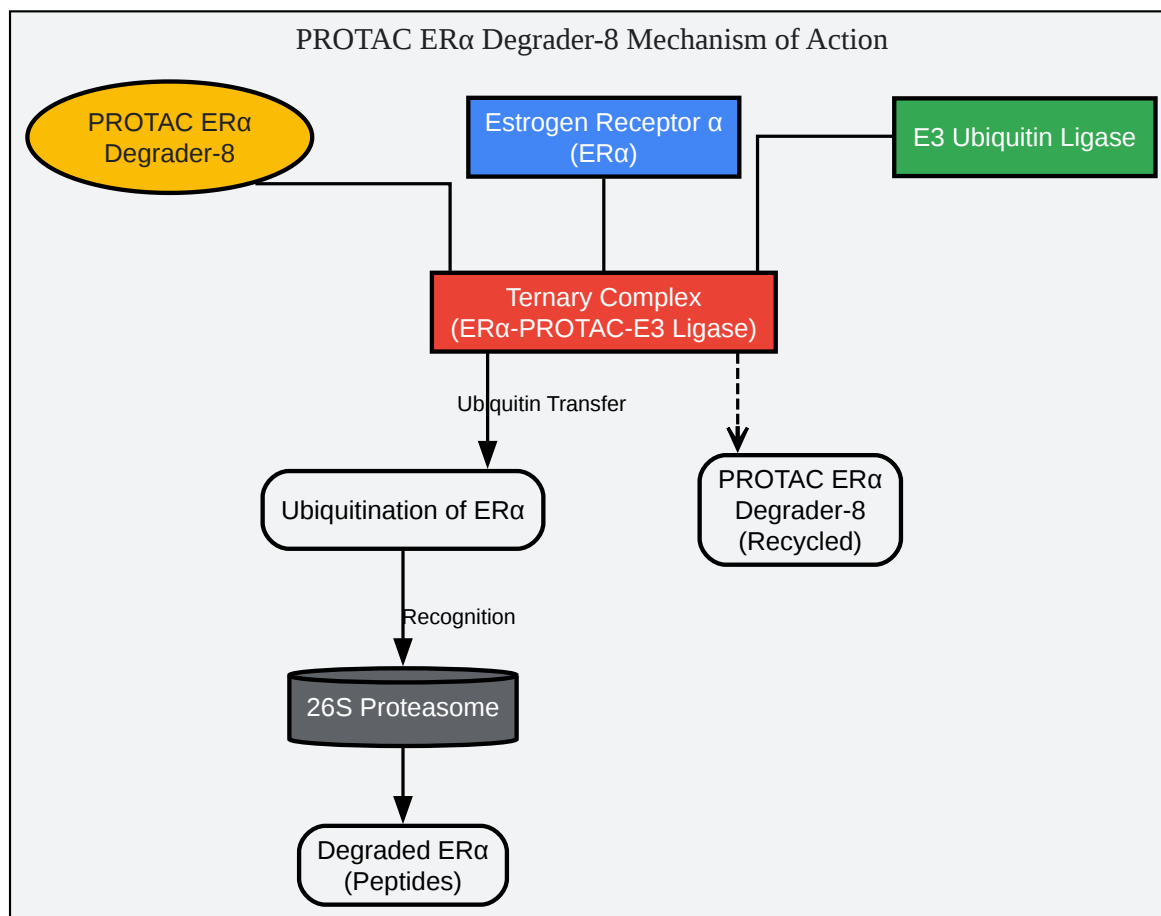 PROTAC ERα Degrader-8 Mechanism of Action
PROTAC ERα
Degrader-8
Estrogen Receptor α
(ERα)
E3 Ubiquitin Ligase
Ternary Complex
(ERα-PROTAC-E3 Ligase)
Ubiquitin Transfer
Ubiquitination of ERα
PROTAC ERα
Degrader-8
(Recycled)
Recognition
26S Proteasome
Degraded ERα
(Peptides)